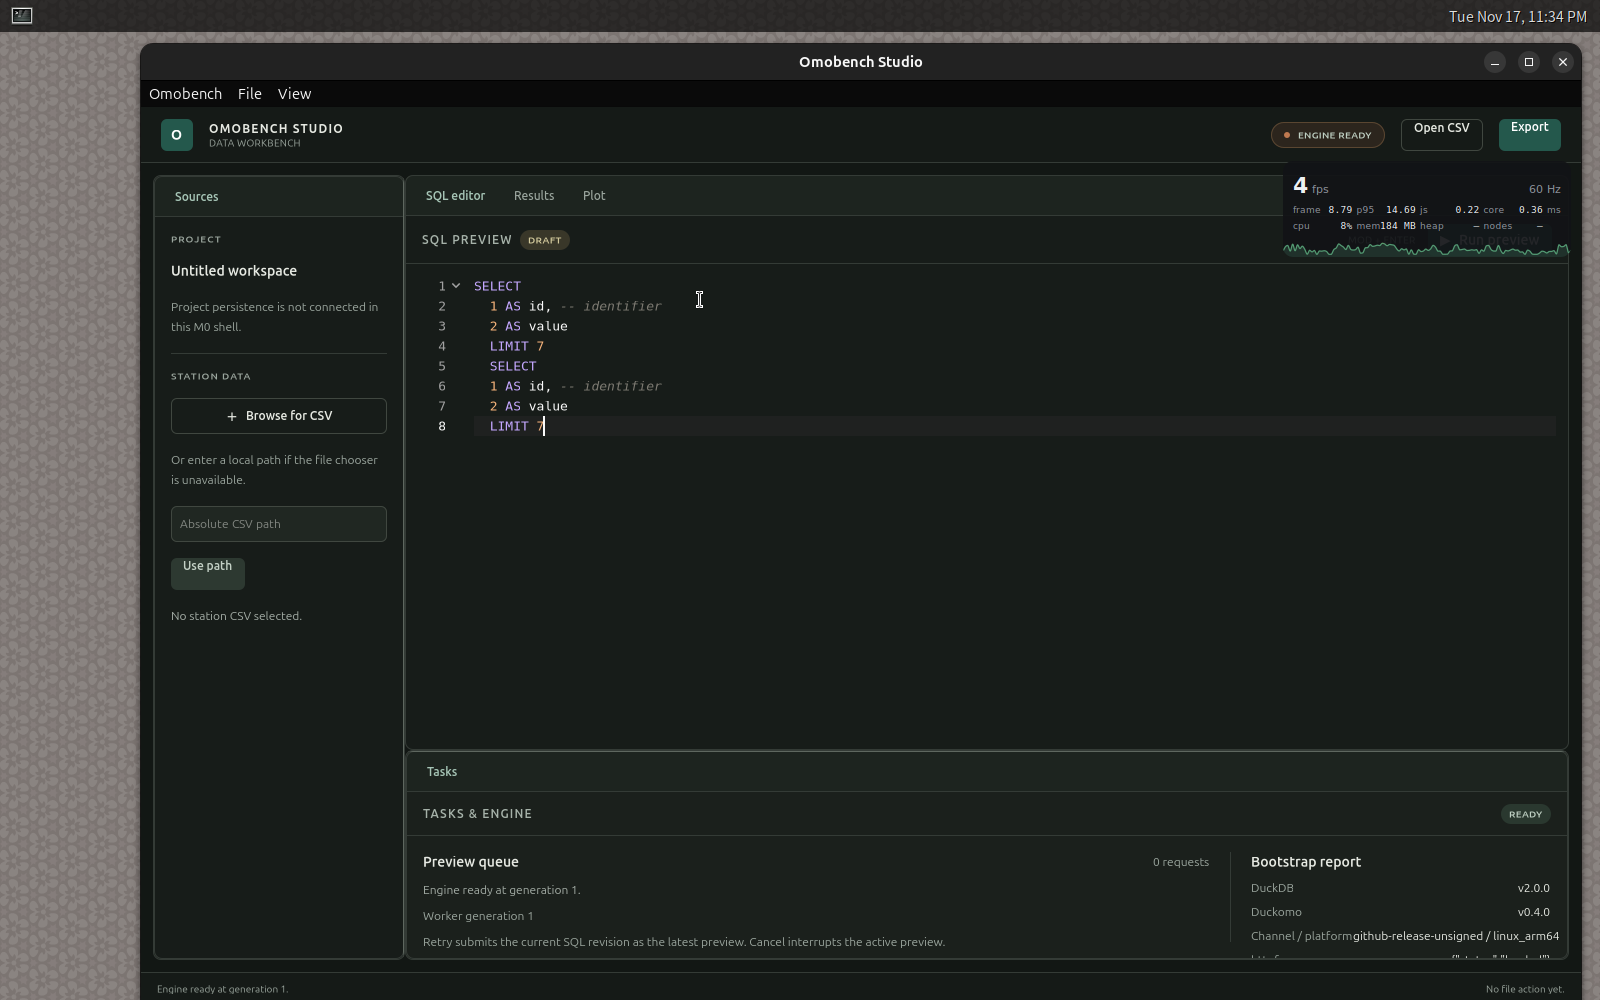 Tue Nov 17, 11:34 PM
Omobench Studio
Omobench File View
O
OMOBENCH STUDIO
DATA WORKBENCH
ENGINE READY
Open CSV
Export
Sources
PROJECT
Untitled workspace
Project persistence is not connected in
this M0 shell.
STATION DATA
+ Browse for CSV
Or enter a local path if the file chooser
is unavailable.
Absolute CSV path
Use path
No station CSV selected.
SQL editor Results Plot
4 fps 60 Hz
frame 8.79 p95 14.69 js 0.22 core 0.36 ms
cpu 8% mem184 MB heap — nodes —
SQL PREVIEW DRAFT
Run preview
1 SELECT
2 1 AS id, -- identifier
3 2 AS value
4 LIMIT 7
5 SELECT
6 1 AS id, -- identifier
7 2 AS value
8 LIMIT 7
Tasks
TASKS & ENGINE
READY
Preview queue
0 requests
Engine ready at generation 1.
Worker generation 1
Retry submits the current SQL revision as the latest preview. Cancel interrupts the active preview.
Bootstrap report
DuckDB v2.0.0
Duckomo v0.4.0
Channel / platformgithub-release-unsigned / linux_arm64
Engine ready at generation 1.
No file action yet.